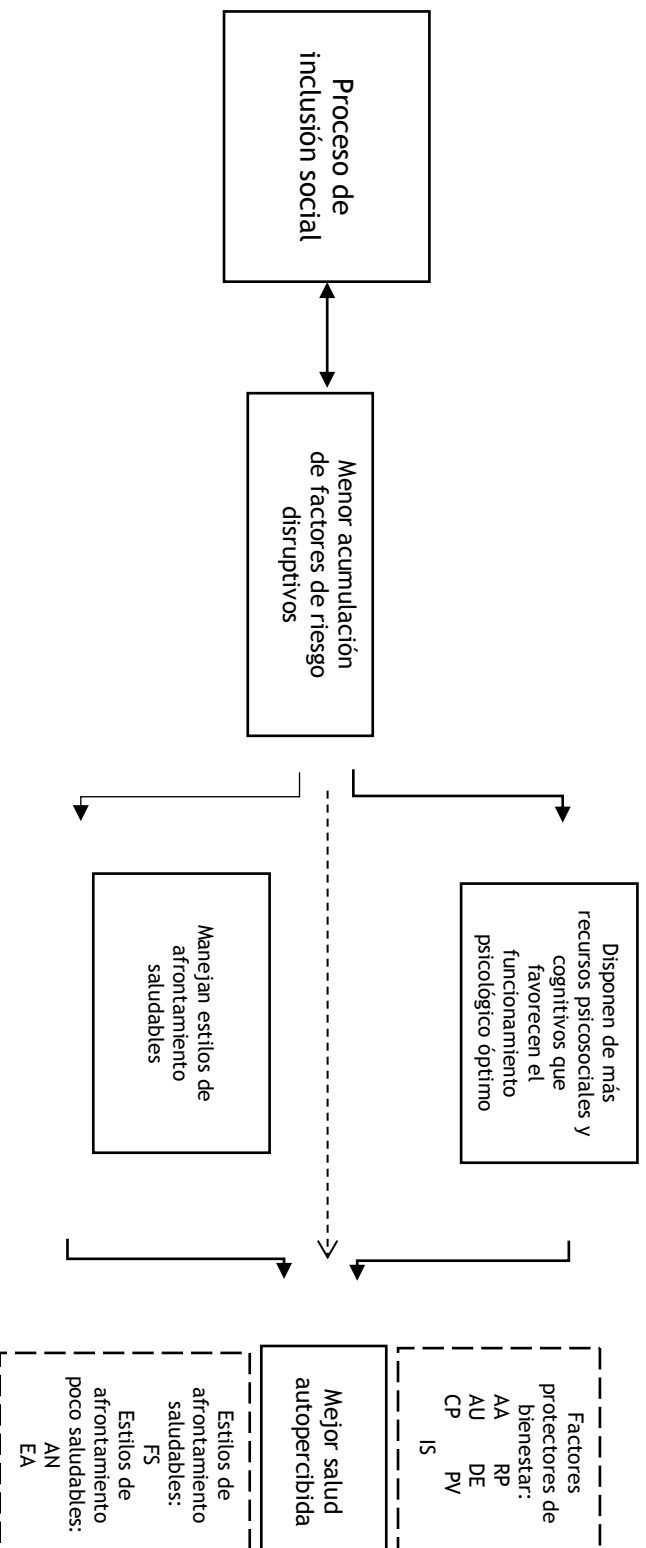 Proceso de
inclusión social
Menor acumulación
de factores de riesgo
disruptivos
Disponen de más
recursos psicosociales y
cognitivos que
favorecen el
funcionamiento
psicológico óptimo
Manejan estilos de
afrontamiento
saludables
Factores
protectores de
bienestar:
AA RP
AU DE
CP PV
IS
Mejor salud
autopercibida
Estilos de
afrontamiento
saludables:
FS
Estilos de
afrontamiento
poco saludables:
AN
EA